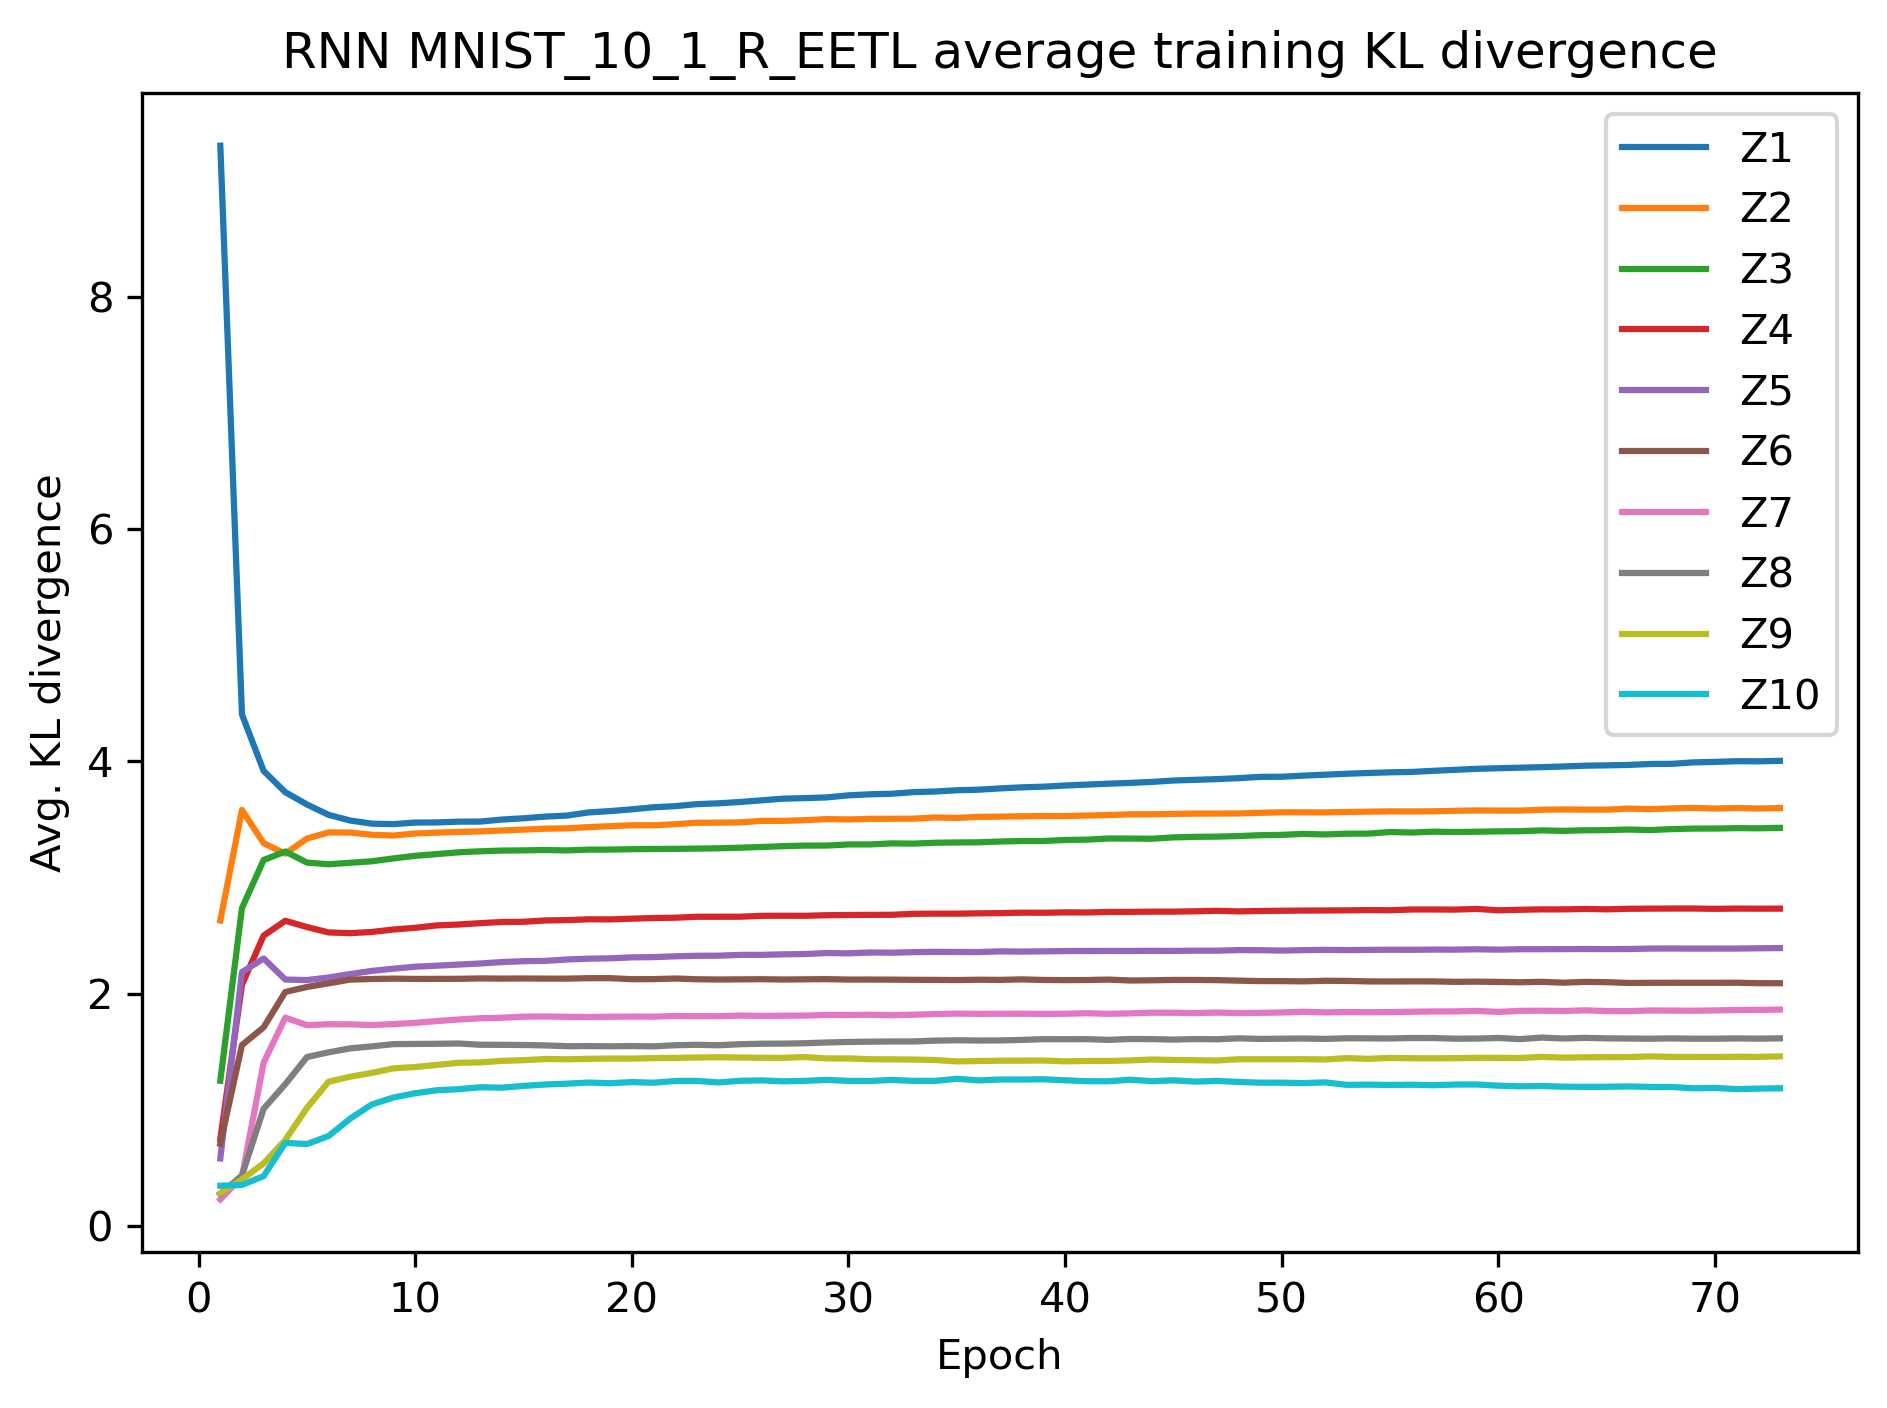 RNN MNIST_10_1_R_EETL average training KL divergence
Avg. KL divergence
8
6
4
2
0
0 10 20 30 40 50 60 70
Epoch
Z1
Z2
Z3
Z4
Z5
Z6
Z7
Z8
Z9
Z10